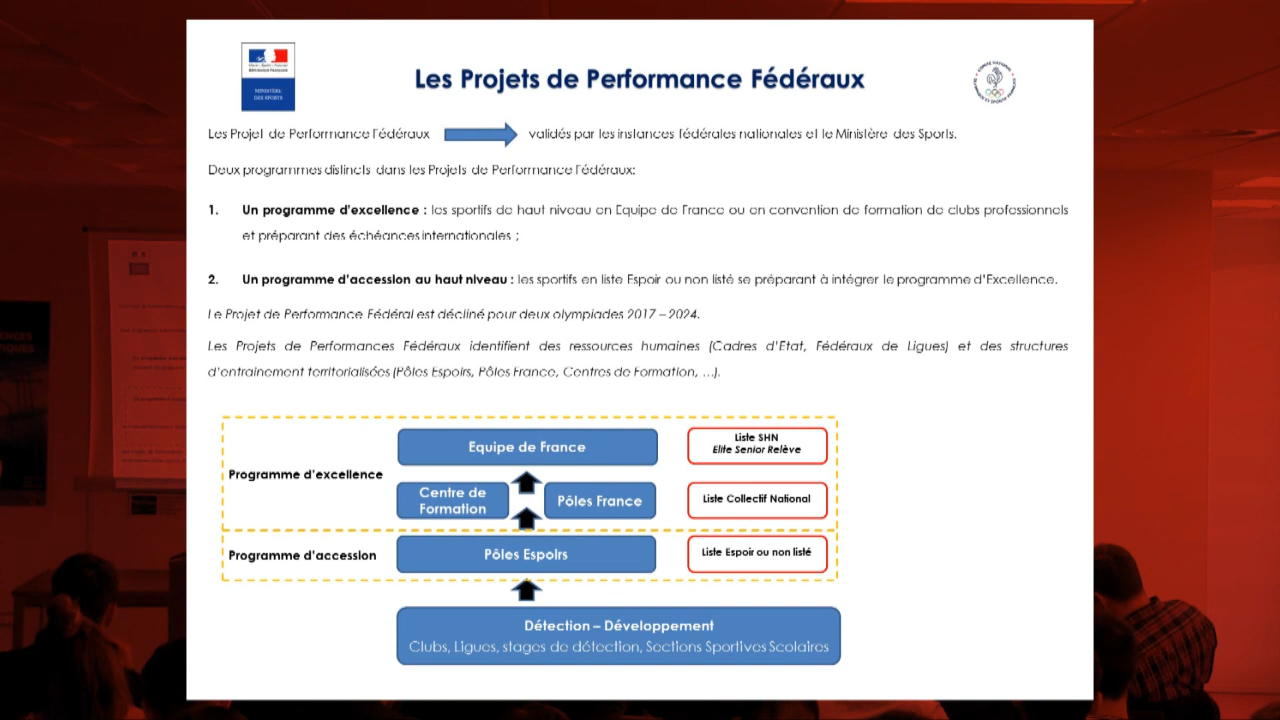 Les Projets de Performance Fédéraux
MINISTÈRE
DES SPORTS
Les Projet de Performance Fédéraux validés par les instances fédérales nationales et le Ministère des Sports.
Deux programmes distincts dans les Projets de Performance Fédéraux:
1. Un programme d'excellence : les sportifs de haut niveau en Equipe de France ou en convention de formation de clubs professionnels
et préparant des échéances internationales ;
2. Un programme d'accession au haut niveau : les sportifs en liste Espoir ou non listé se préparant à intégrer le programme d'Excellence.
Le Projet de Performance Fédéral est décliné pour deux olympiades 2017 – 2024.
Les Projets de Performances Fédéraux identifient des ressources humaines (Cadres d'Etat, Fédéraux de Ligues) et des structures
d'entrainement territorialisées (Pôles Espoirs, Pôles France, Centres de Formation, …).
Programme d'excellence
Equipe de France
Liste SHN
Elite Senior Relève
Centre de
Formation
Pôles France
Liste Collectif National
Programme d'accession
Pôles Espoirs
Liste Espoir ou non listé
Détection – Développement
Clubs, Ligues, stages de détection, Sections Sportives Scolaires